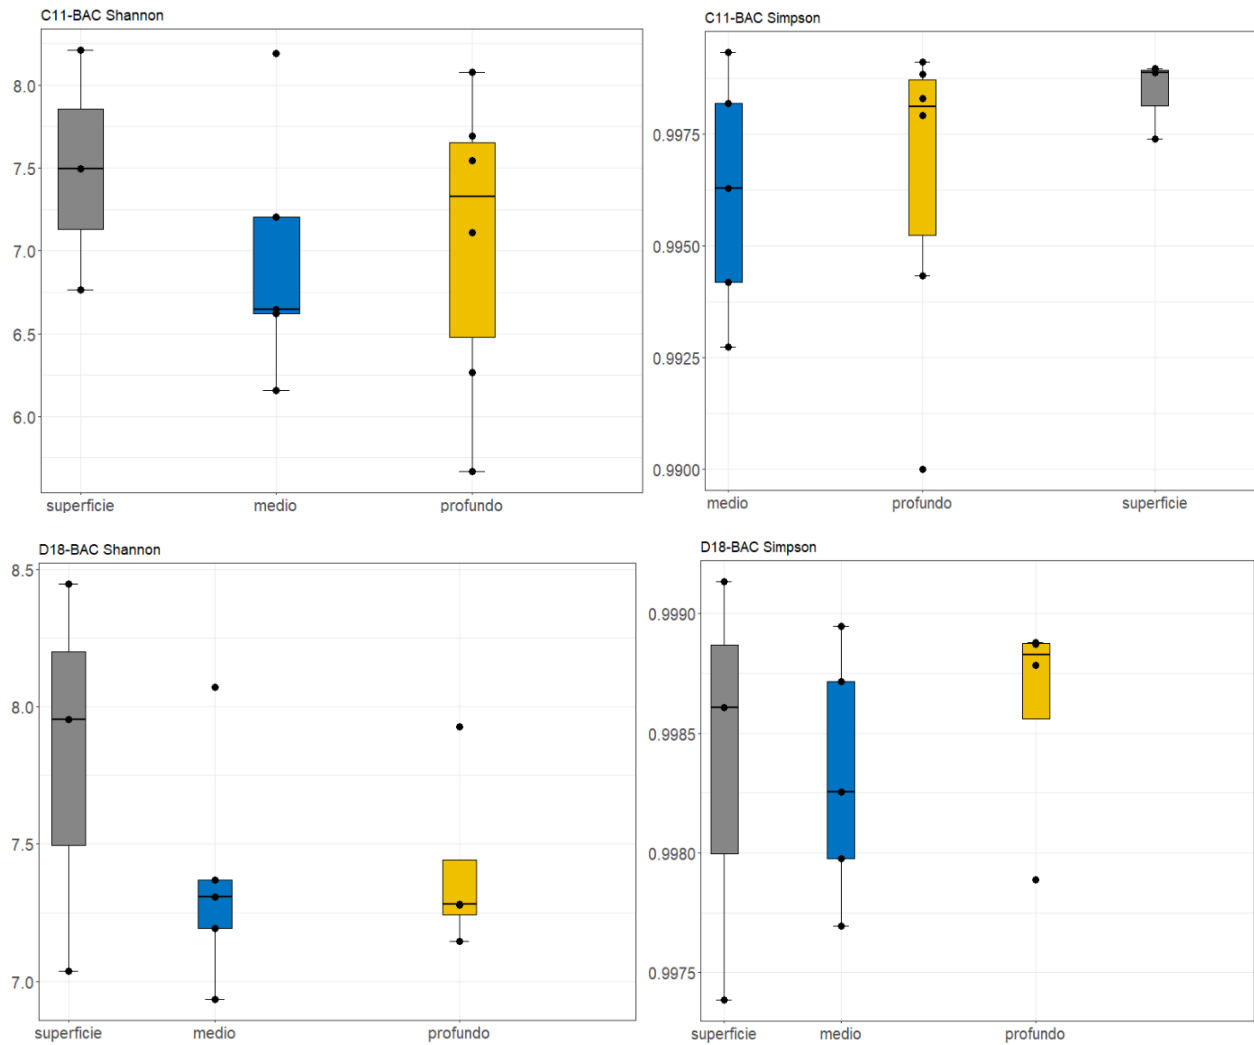 C11-BAC Shannon
8.0
7.5
7.0
6.5
6.0
superficie medio profundo
C11-BAC Simpson
0.9975
0.9950
0.9925
0.9900
medio profundo superficie
D18-BAC Shannon
8.5
8.0
7.5
7.0
superficie medio profundo
D18-BAC Simpson
0.9990
0.9985
0.9980
0.9975
superficie medio profundo